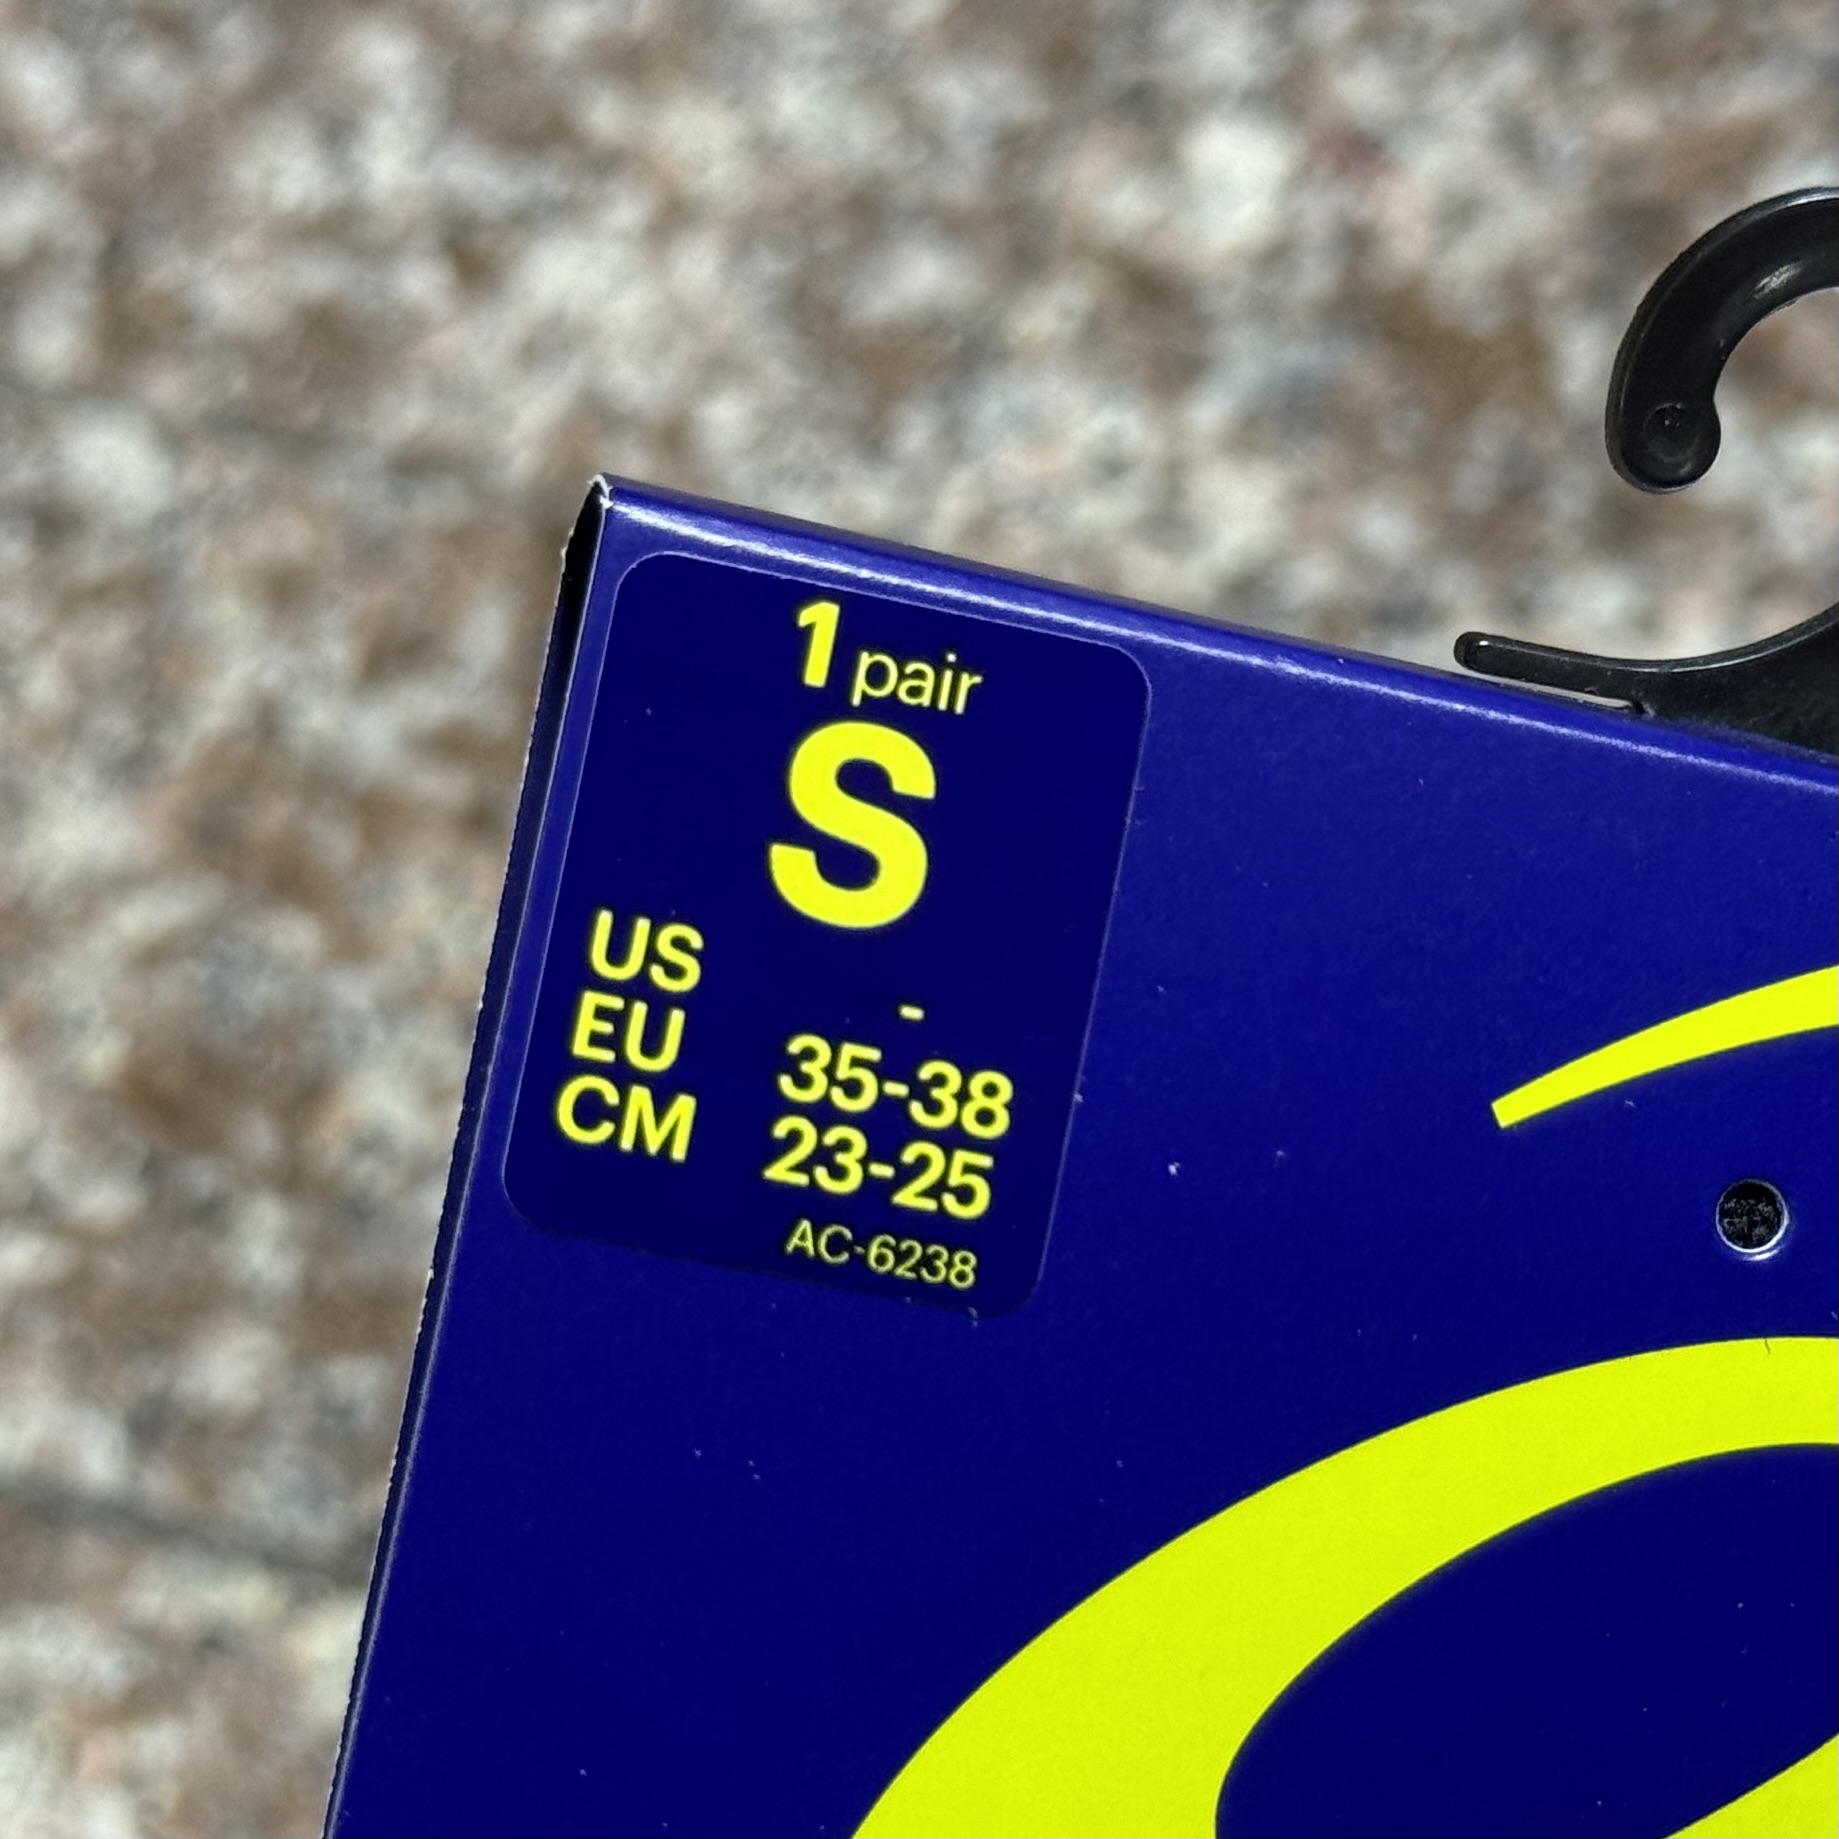 1 pair
S
US -
EU 35-38
CM 23-25
AC-6238